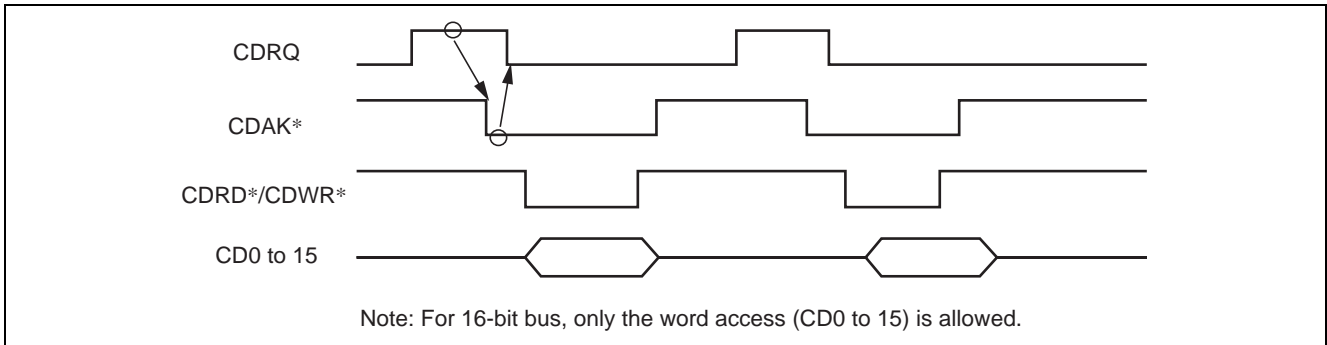 CDRQ
CDAK*
CDRD*/CDWR*
CD0 to 15
Note: For 16-bit bus, only the word access (CD0 to 15) is allowed.